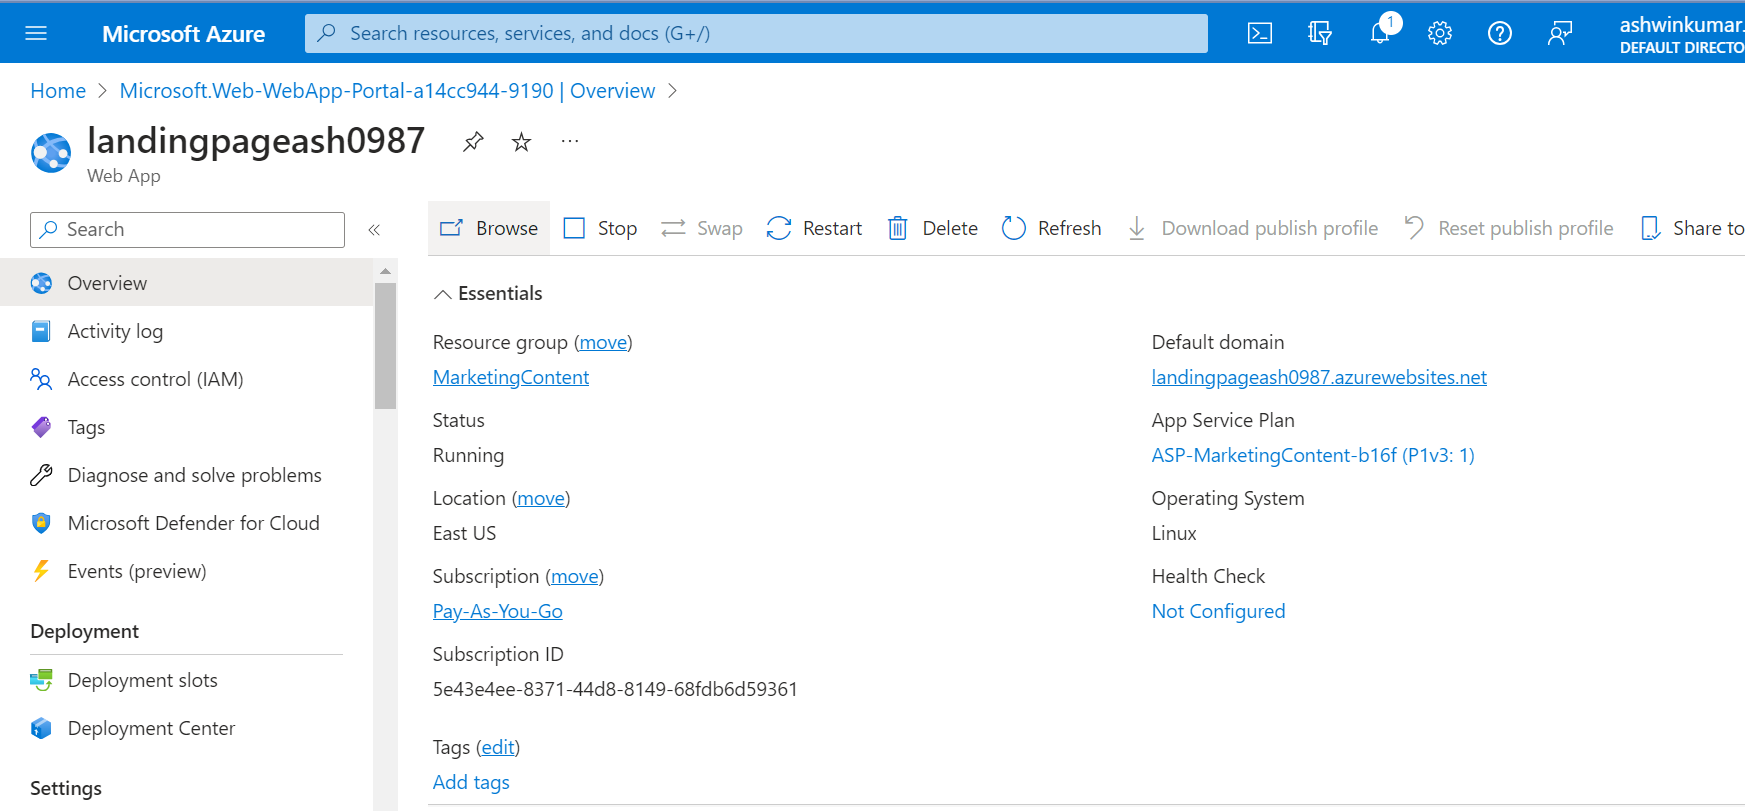 Microsoft Azure
Search resources, services, and docs (G+/)
1
ashwinkumar.
DEFAULT DIRECTO
Home > Microsoft.Web-WebApp-Portal-a14cc944-9190 | Overview >
landingpageash0987
...
Web App
Search
«
Browse
Stop
Swap
Restart
Delete
Refresh
Download publish profile
Reset publish profile
Share to
Overview
Activity log
Access control (IAM)
Tags
Diagnose and solve problems
Microsoft Defender for Cloud
Events (preview)
Deployment
Deployment slots
Deployment Center
Settings
Essentials
Resource group (move)
MarketingContent
Status
Running
Location (move)
East US
Subscription (move)
Pay-As-You-Go
Subscription ID
5e43e4ee-8371-44d8-8149-68fdb6d59361
Tags (edit)
Add tags
Default domain
landingpageash0987.azurewebsites.net
App Service Plan
ASP-MarketingContent-b16f (P1v3: 1)
Operating System
Linux
Health Check
Not Configured